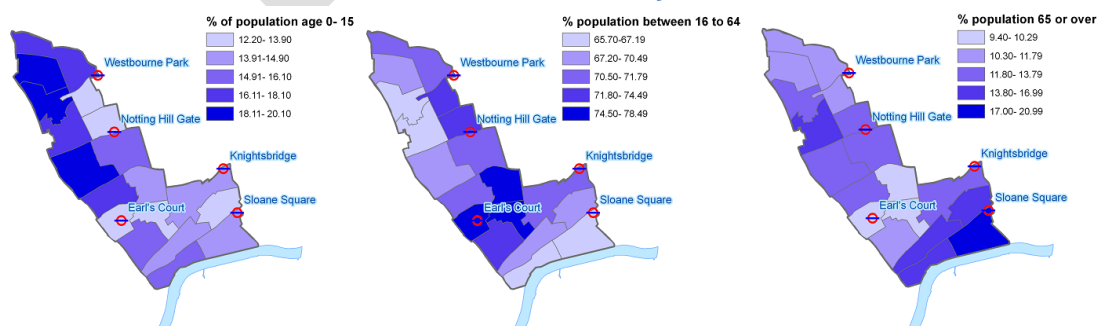 % of population age 0- 15
12.20- 13.90
13.91-14.90
14.91- 16.10
16.11- 18.10
18.11- 20.10
Westbourne Park
Notting Hill Gate
Knightsbridge
Earl's Court
Sloane Square
% population between 16 to 64
65.70-67.19
67.20- 70.49
70.50- 71.79
71.80- 74.49
74.50- 78.49
Westbourne Park
Notting Hill Gate
Knightsbridge
Earl's Court
Sloane Square
% population 65 or over
9.40- 10.29
10.30- 11.79
11.80- 13.79
13.80- 16.99
17.00- 20.99
Westbourne Park
Notting Hill Gate
Knightsbridge
Earl's Court
Sloane Square